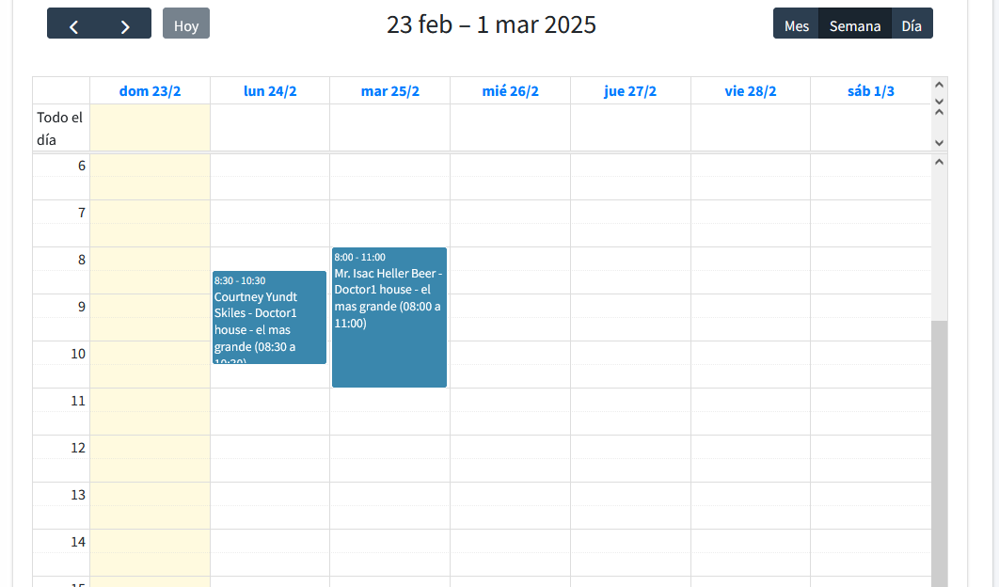 Hoy
23 feb – 1 mar 2025
Mes Semana Día
dom 23/2 lun 24/2 mar 25/2 mié 26/2 jue 27/2 vie 28/2 sáb 1/3
Todo el
día
6
7
8
8:00 - 11:00
Mr. Isac Heller Beer -
Doctor1 house - el
mas grande (08:00 a
11:00)
8:30 - 10:30
Courtney Yundt
Skiles - Doctor1
house - el mas
grande (08:30 a
10:30)
9
10
11
12
13
14
15